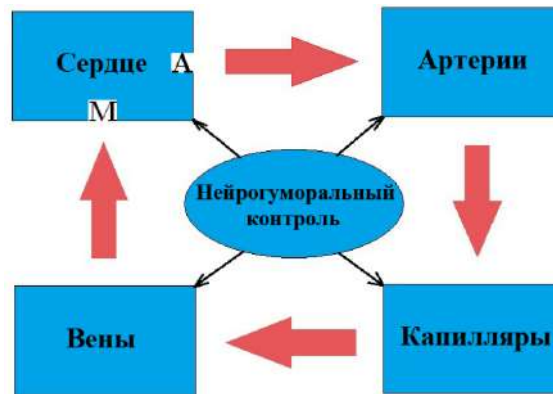 Сердце
А
М
Артерии
Нейрогуморальный
контроль
Вены
Капилляры